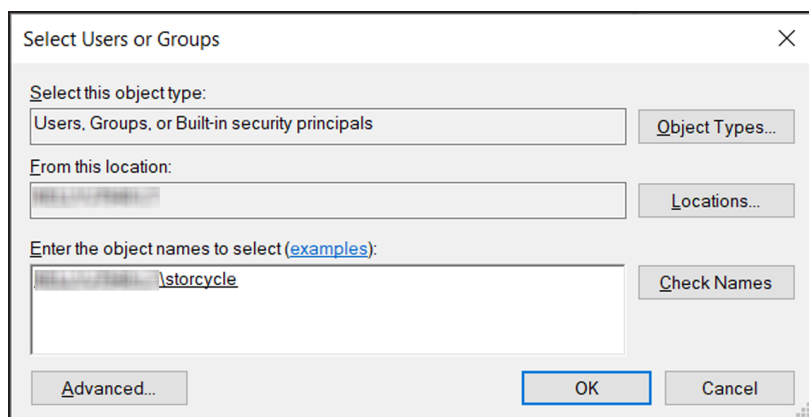 Select Users or Groups
Select this object type:
Users, Groups, or Built-in security principals
Object Types...
From this location:
Locations...
Enter the object names to select (examples):
\storcycle
Check Names
Advanced...
OK
Cancel